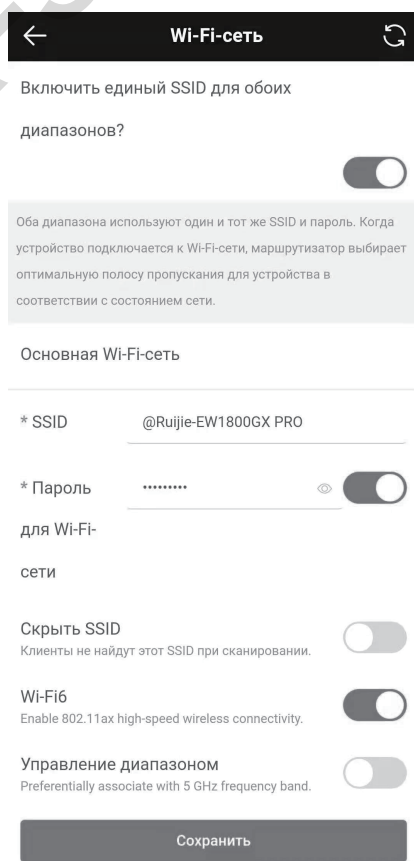 Wi-Fi-сеть
Включить единый SSID для обоих
диапазонов?
Оба диапазона используют один и тот же SSID и пароль. Когда
устройство подключается к Wi-Fi-сети, маршрутизатор выбирает
оптимальную полосу пропускания для устройства в
соответствии с состоянием сети.
Основная Wi-Fi-сеть
* SSID @Ruijie-EW1800GX PRO
* Пароль •••••••••
для Wi-Fi-
сети
Скрыть SSID
Клиенты не найдут этот SSID при сканировании.
Wi-Fi6
Enable 802.11ax high-speed wireless connectivity.
Управление диапазоном
Preferentially associate with 5 GHz frequency band.
Сохранить